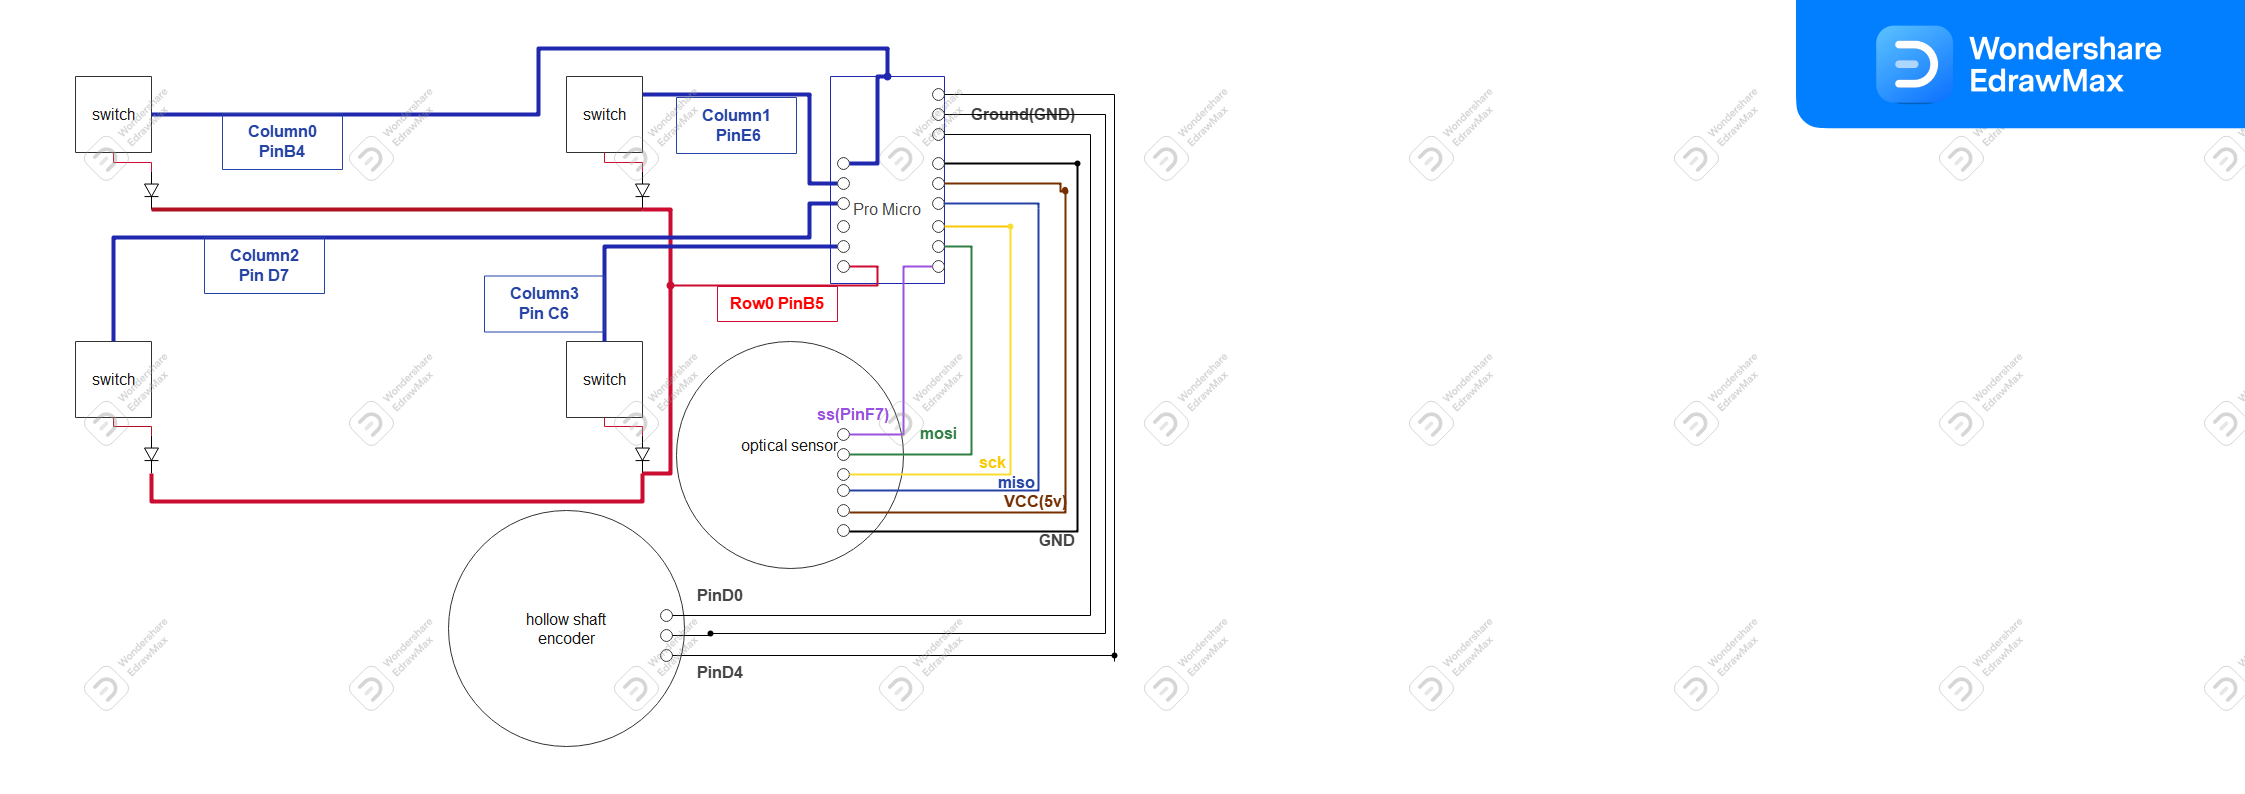 Wondershare
EdrawMax
switch
switch
Column0
PinB4
Column1
PinE6
Ground(GND)
Pro Micro
Column2
Pin D7
Column3
Pin C6
Row0 PinB5
switch
switch
ss(PinF7)
mosi
optical sensor
sck
miso
VCC(5v)
GND
PinD0
hollow shaft
encoder
PinD4